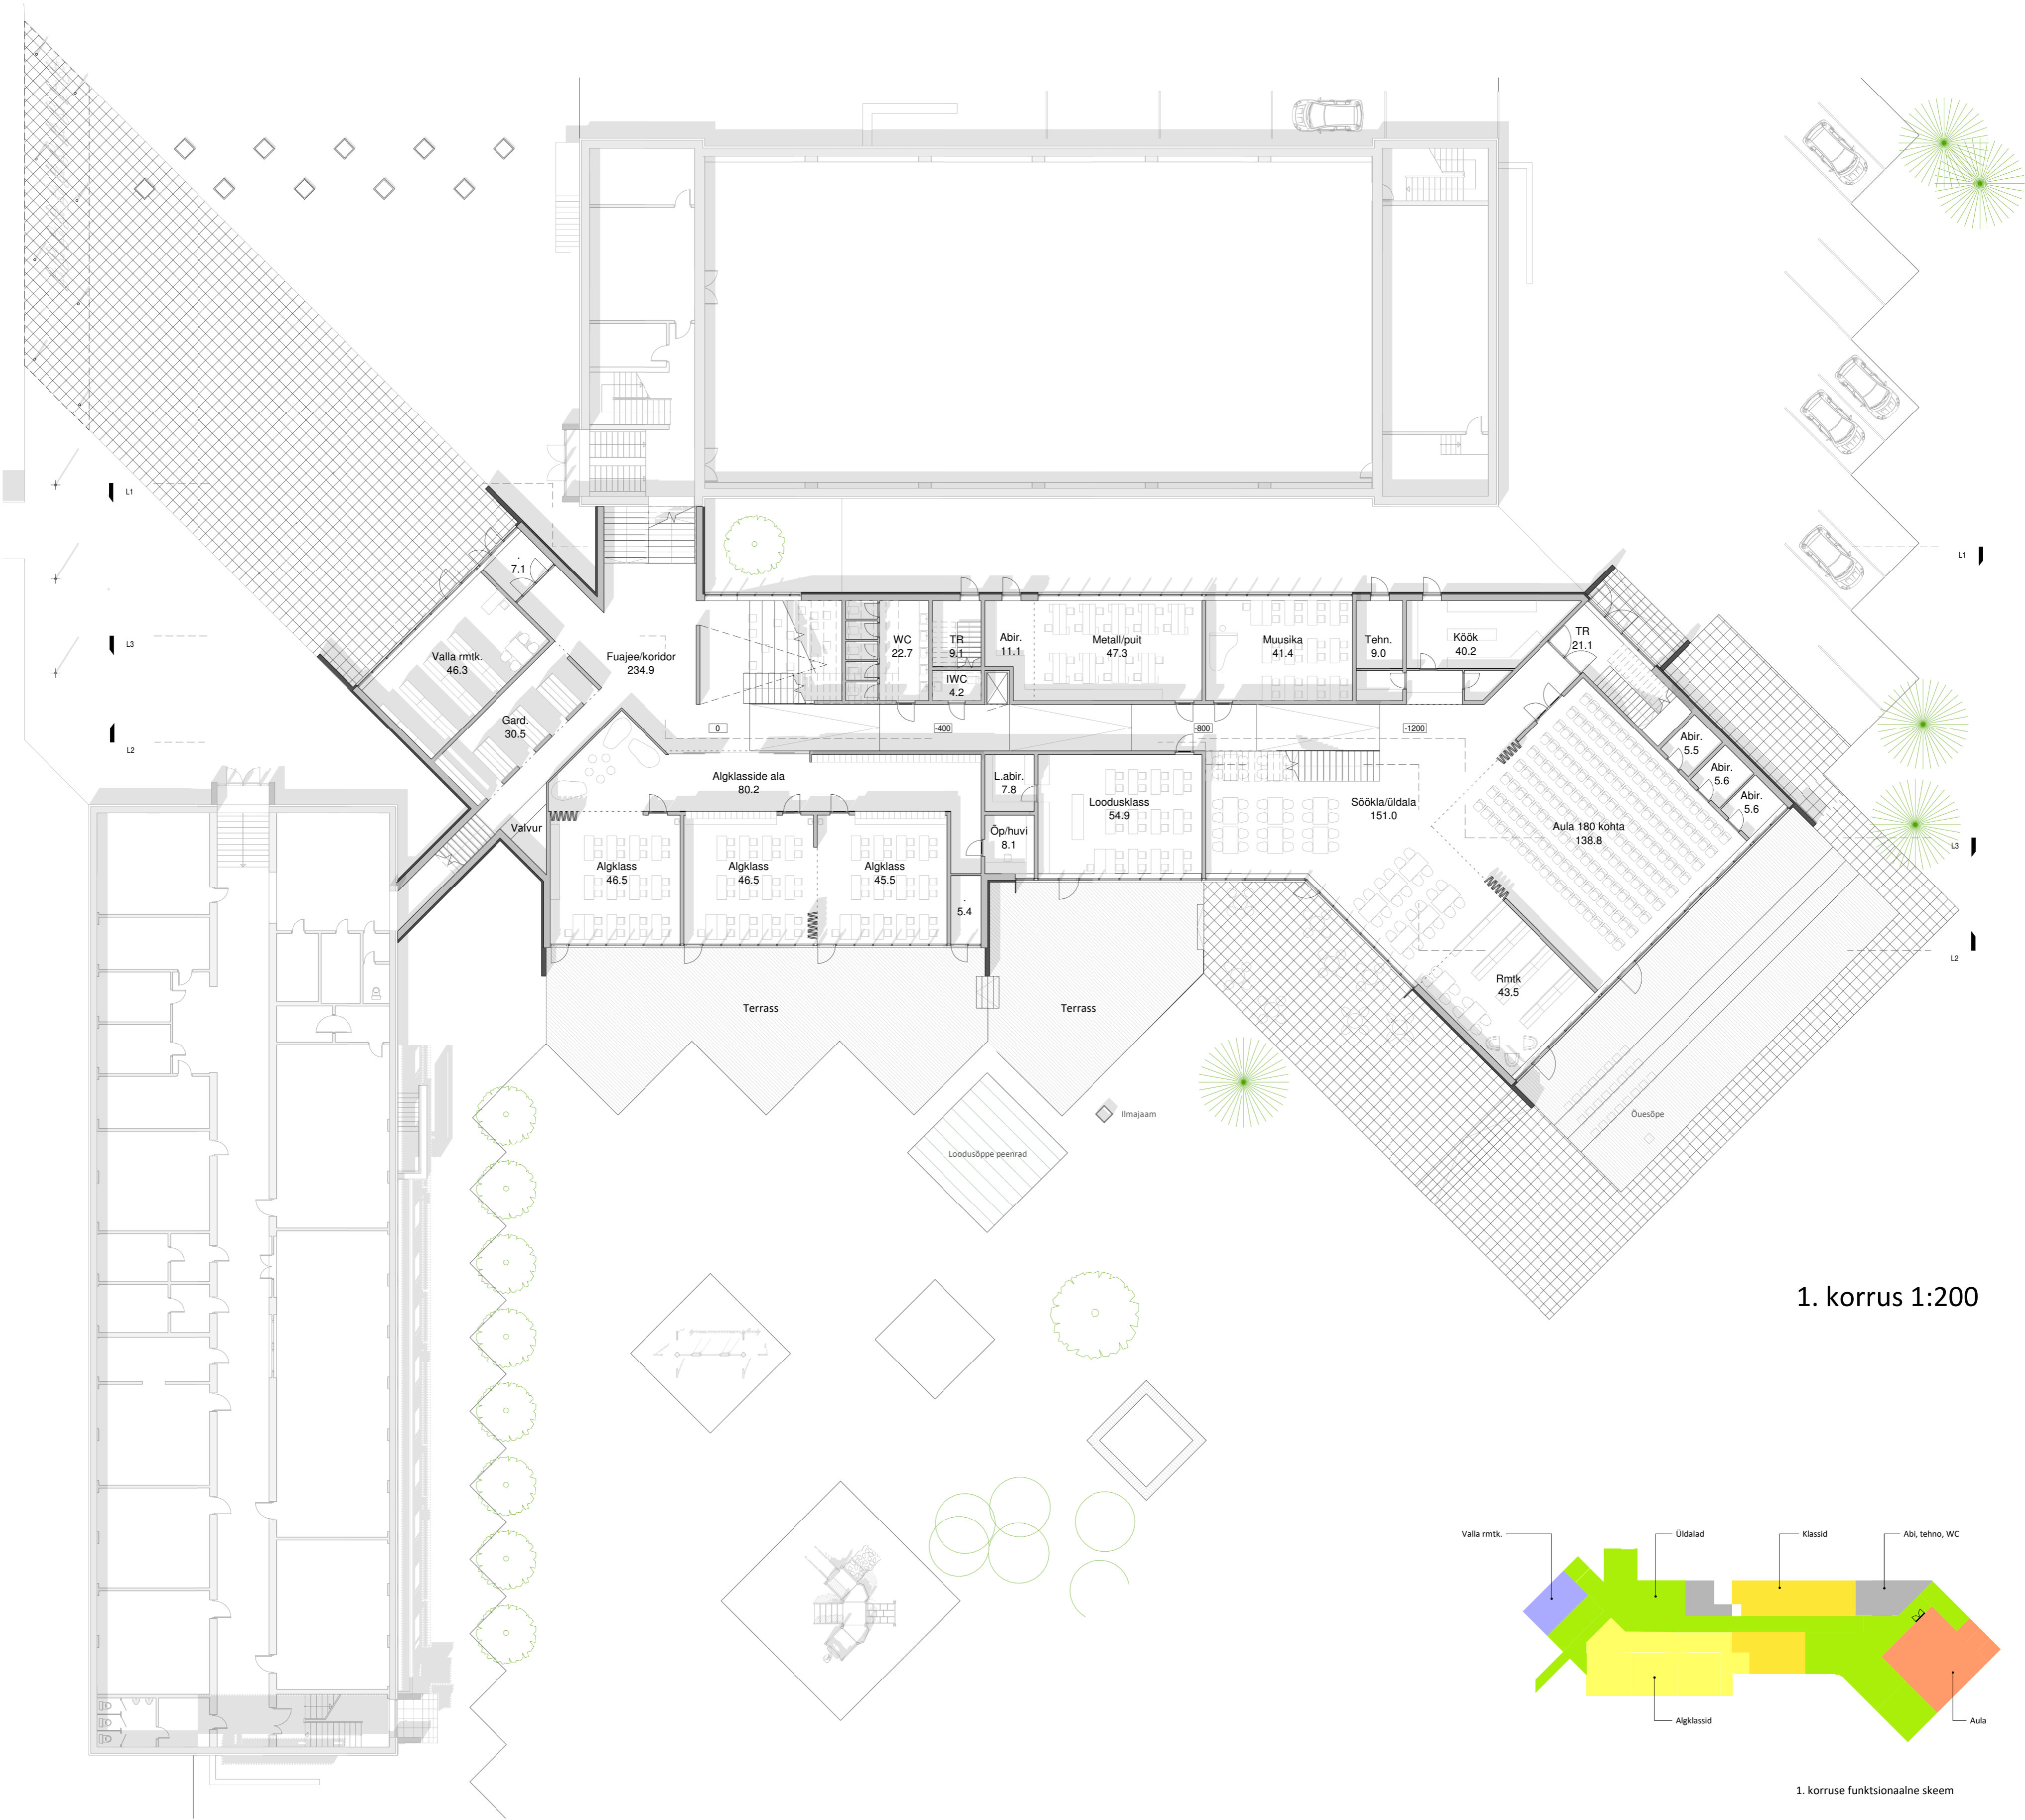 L1
L1
.
7.1
Valla rmtk.
46.3
Fuajee/koridor
234.9
WC
22.7
TR
9.1
Abir.
11.1
Metall/puit
47.3
Muusika
41.4
Tehn.
9.0
Köök
40.2
TR
21.1
L3
IWC
4.2
Gard.
30.5
0
-400
-800
-1200
L2
Abir.
5.5
Abir.
5.6
Abir.
5.6
Algklasside ala
80.2
L.abir.
7.8
Loodusklass
54.9
Söökla/üldala
151.0
Aula 180 kohta
138.8
Valvur
Õp/huvi
8.1
L3
Algklass
46.5
Algklass
46.5
Algklass
45.5
.
5.4
L2
Rmtk
43.5
Terrass
Terrass
Ilmajaam
Õuesõpe
Loodusõppe peenrad
1. korrus 1:200
Valla rmtk.
Üldalad
Klassid
Abi, tehno, WC
Algklassid
Aula
1. korruse funktsionaalne skeem